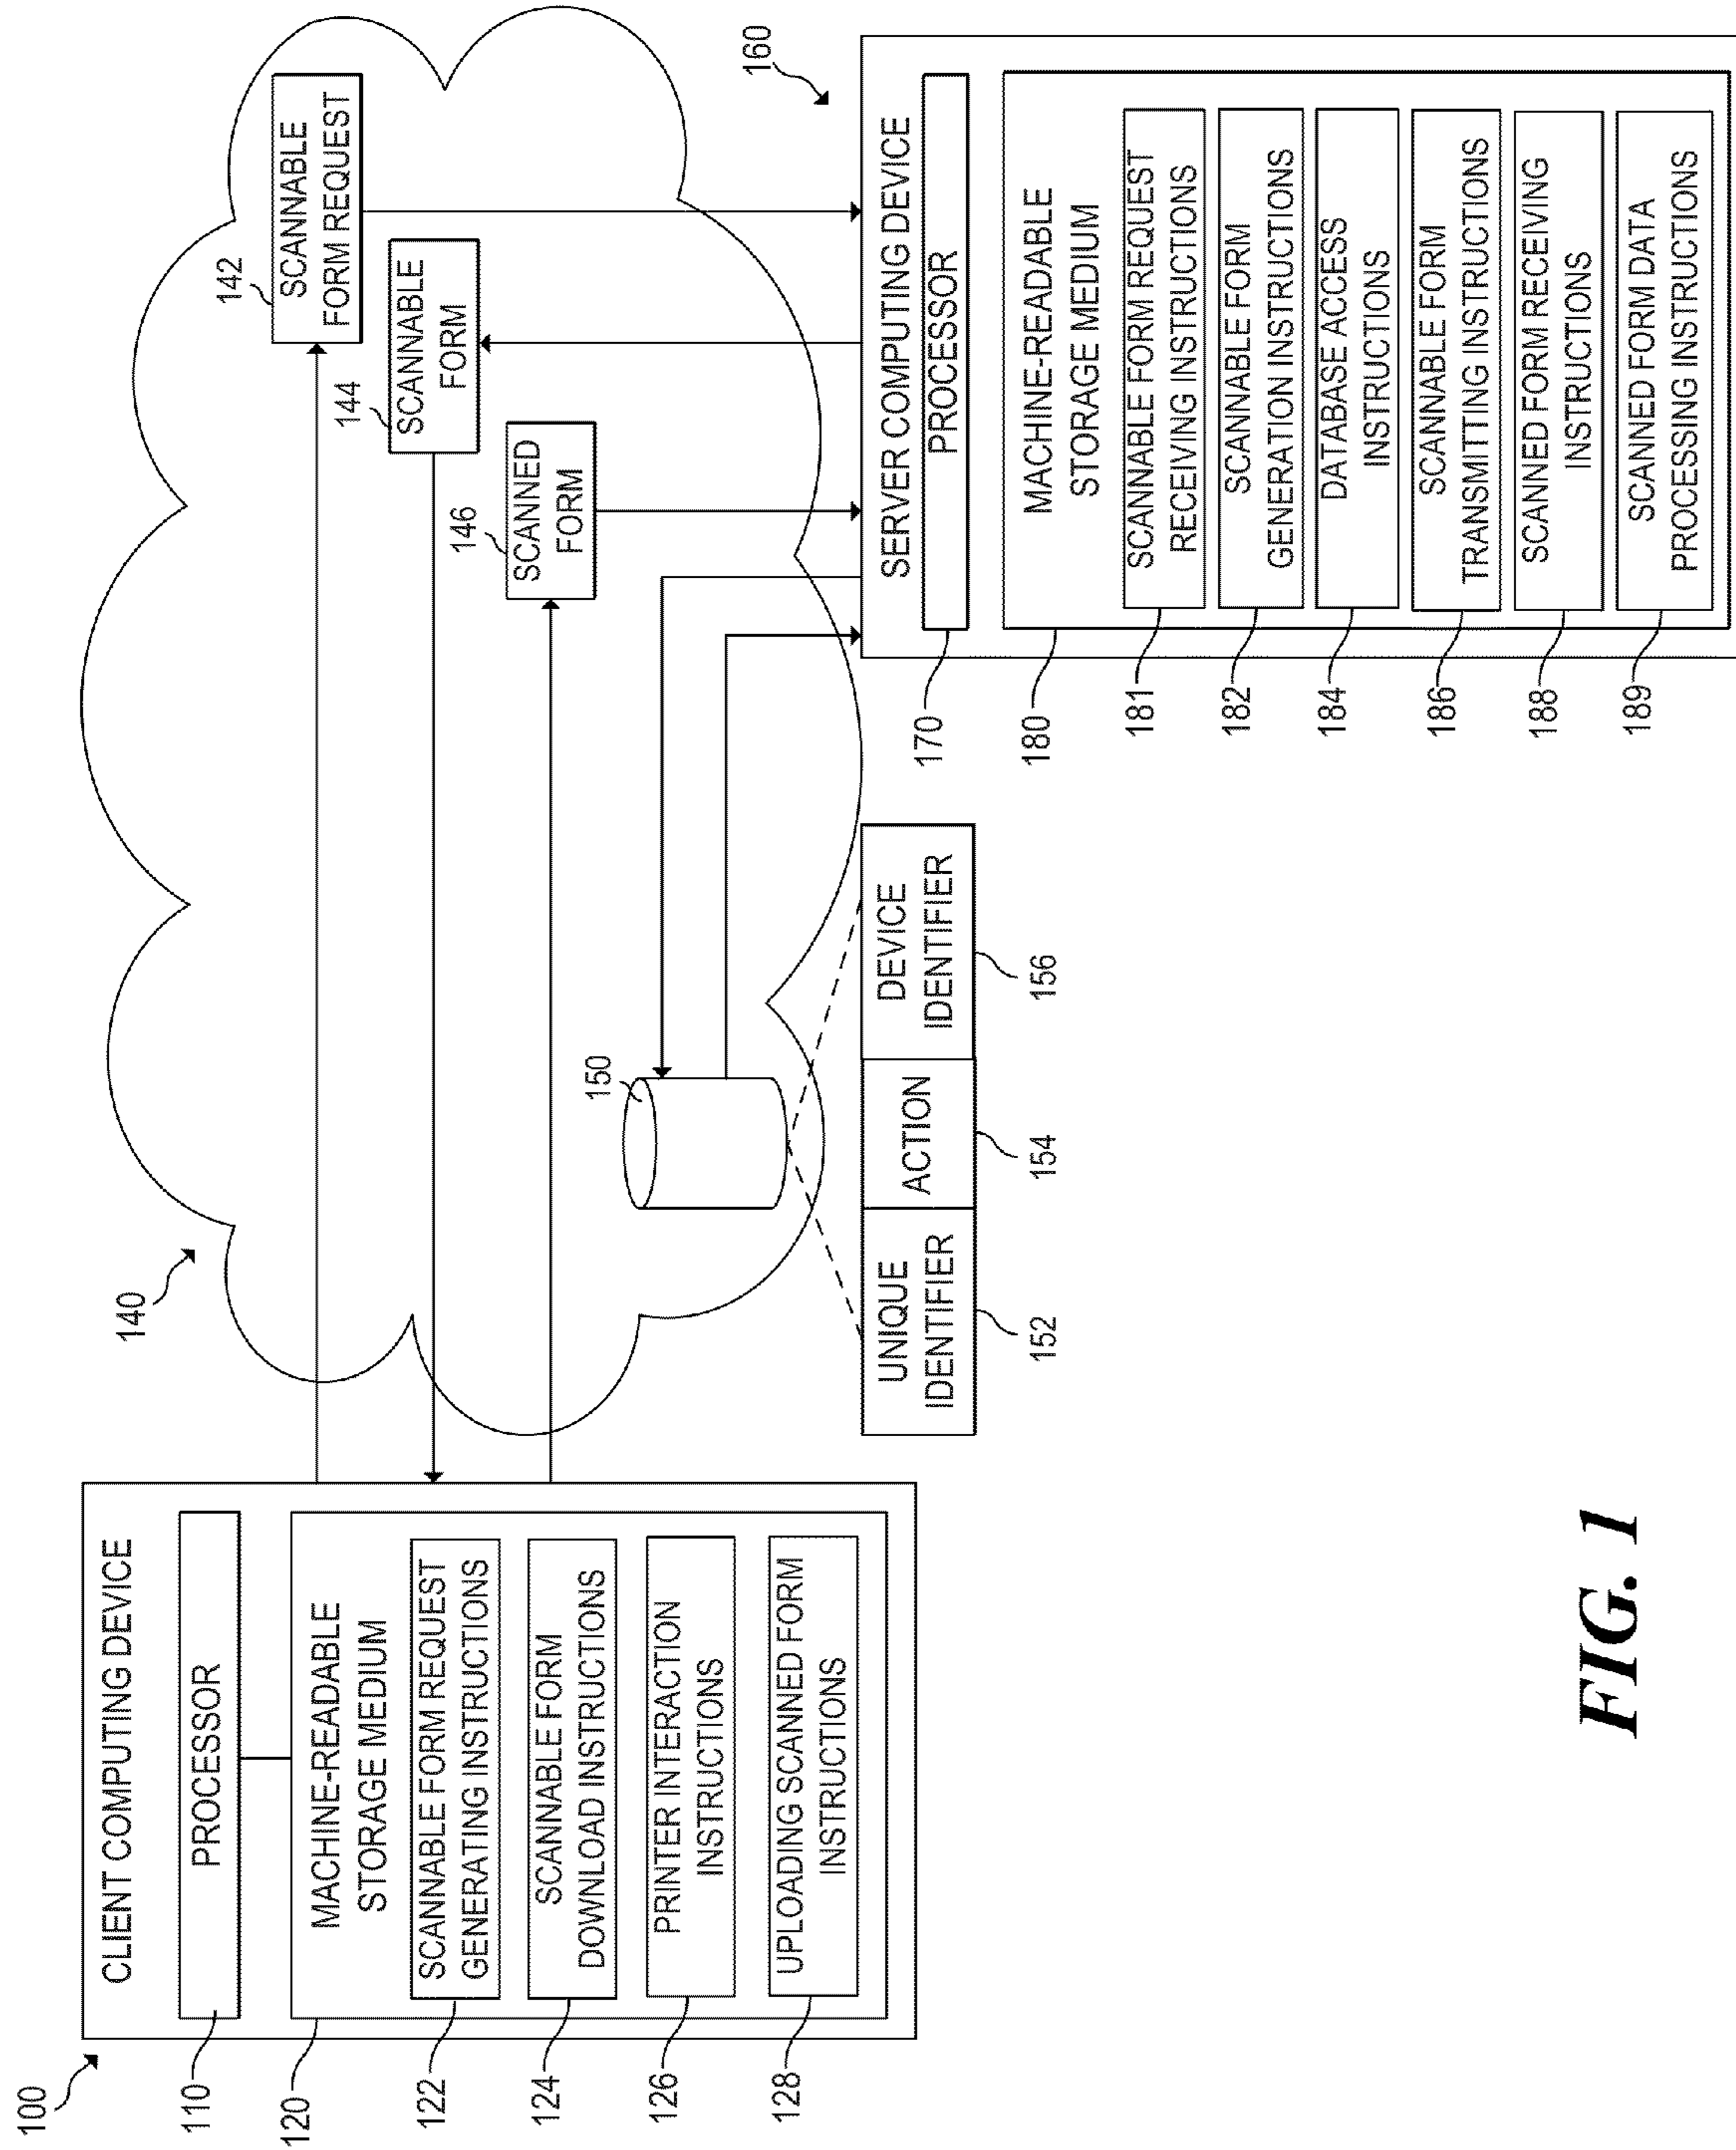 100
CLIENT COMPUTING DEVICE
110
PROCESSOR
120
MACHINE-READABLE
STORAGE MEDIUM
122
SCANNABLE FORM REQUEST
GENERATING INSTRUCTIONS
124
SCANNABLE FORM
DOWNLOAD INSTRUCTIONS
126
PRINTER INTERACTION
INSTRUCTIONS
128
UPLOADING SCANNED FORM
INSTRUCTIONS
140
142
SCANNABLE
FORM REQUEST
144
SCANNABLE
FORM
146
SCANNED
FORM
150
UNIQUE
IDENTIFIER
ACTION
DEVICE
IDENTIFIER
152
154
156
160
SERVER COMPUTING DEVICE
170
PROCESSOR
180
MACHINE-READABLE
STORAGE MEDIUM
181
SCANNABLE FORM REQUEST
RECEIVING INSTRUCTIONS
182
SCANNABLE FORM
GENERATION INSTRUCTIONS
184
DATABASE ACCESS
INSTRUCTIONS
186
SCANNABLE FORM
TRANSMITTING INSTRUCTIONS
188
SCANNED FORM RECEIVING
INSTRUCTIONS
189
SCANNED FORM DATA
PROCESSING INSTRUCTIONS
FIG. 1